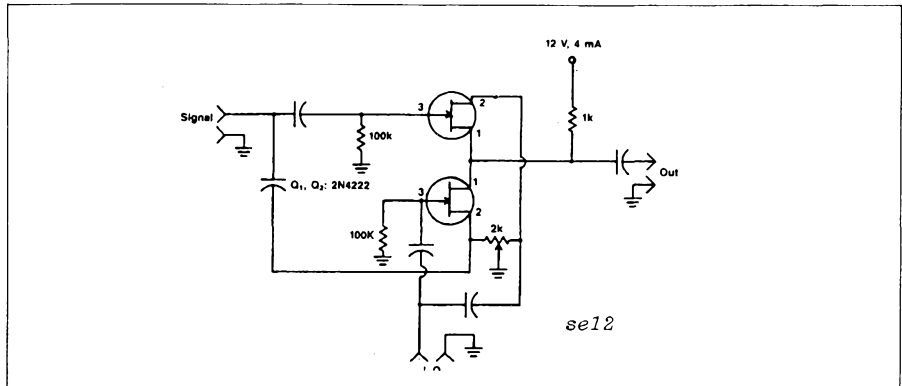 12 V, 4 mA
2
3
Signal
100k
1k
1
Out
Q₁, Q₂: 2N4222
1
3
2
100K
2k
se12